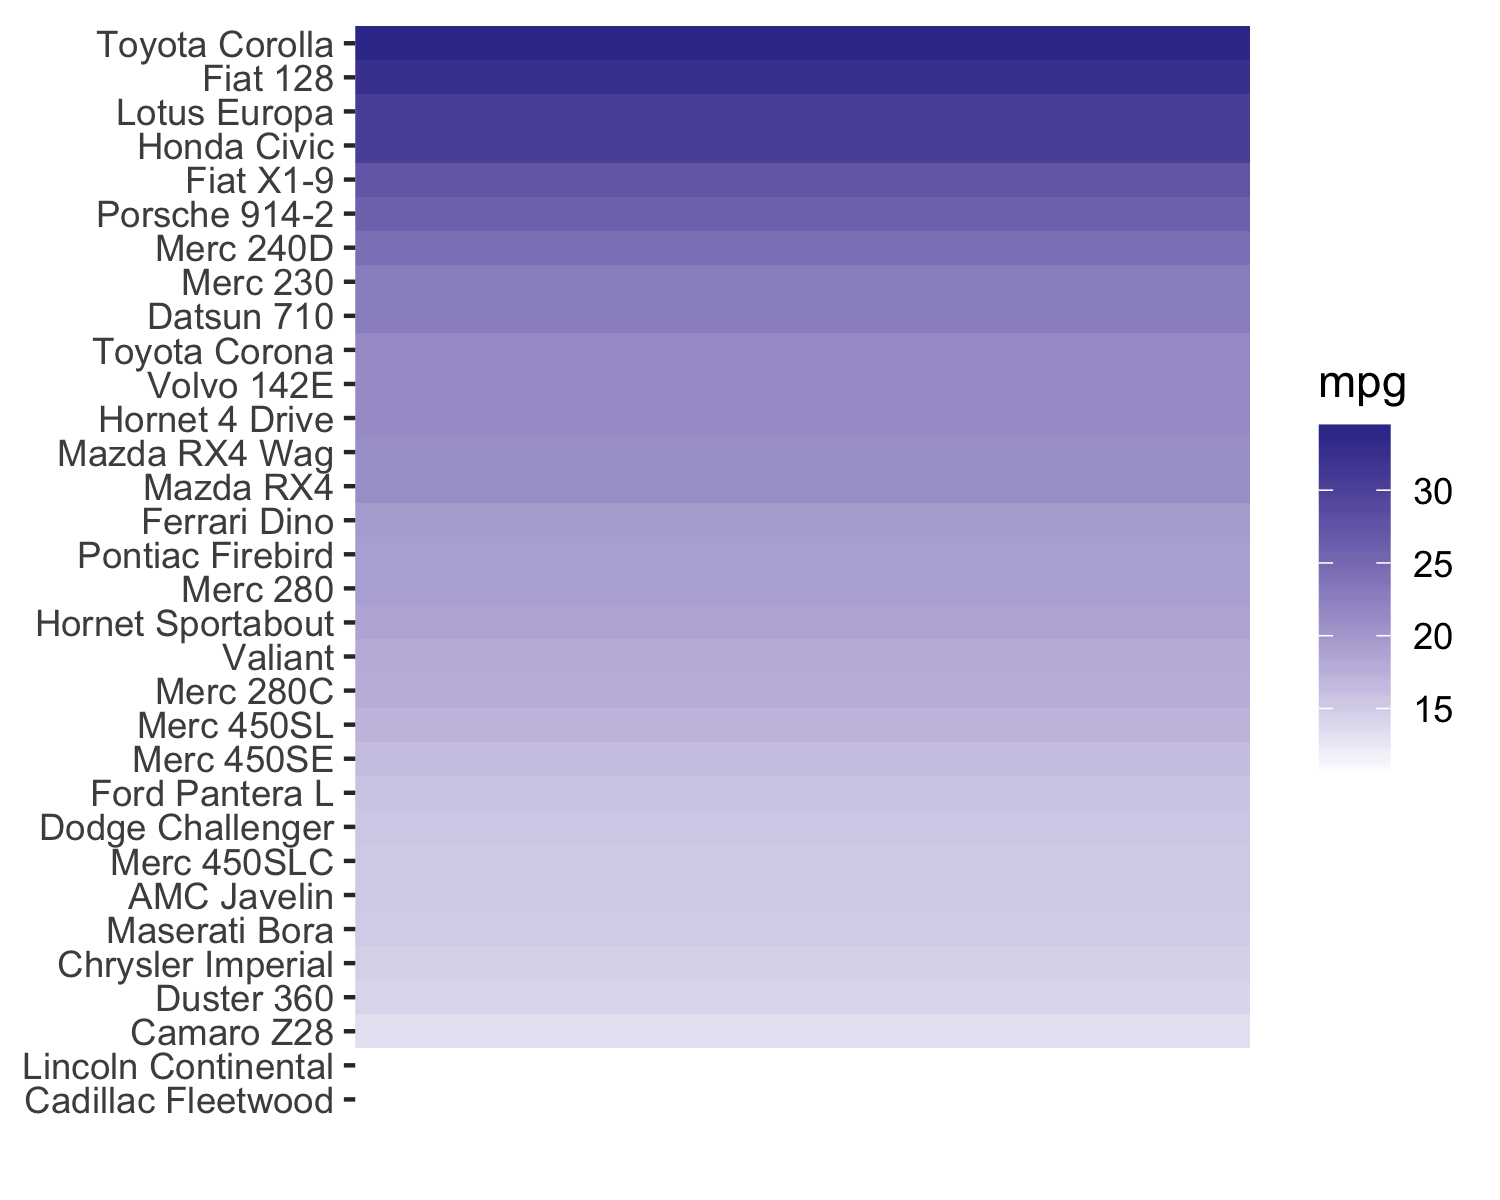 Toyota Corolla
Fiat 128
Lotus Europa
Honda Civic
Fiat X1-9
Porsche 914-2
Merc 240D
Merc 230
Datsun 710
Toyota Corona
Volvo 142E
Hornet 4 Drive
Mazda RX4 Wag
Mazda RX4
Ferrari Dino
Pontiac Firebird
Merc 280
Hornet Sportabout
Valiant
Merc 280C
Merc 450SL
Merc 450SE
Ford Pantera L
Dodge Challenger
Merc 450SLC
AMC Javelin
Maserati Bora
Chrysler Imperial
Duster 360
Camaro Z28
Lincoln Continental
Cadillac Fleetwood
mpg
30
25
20
15